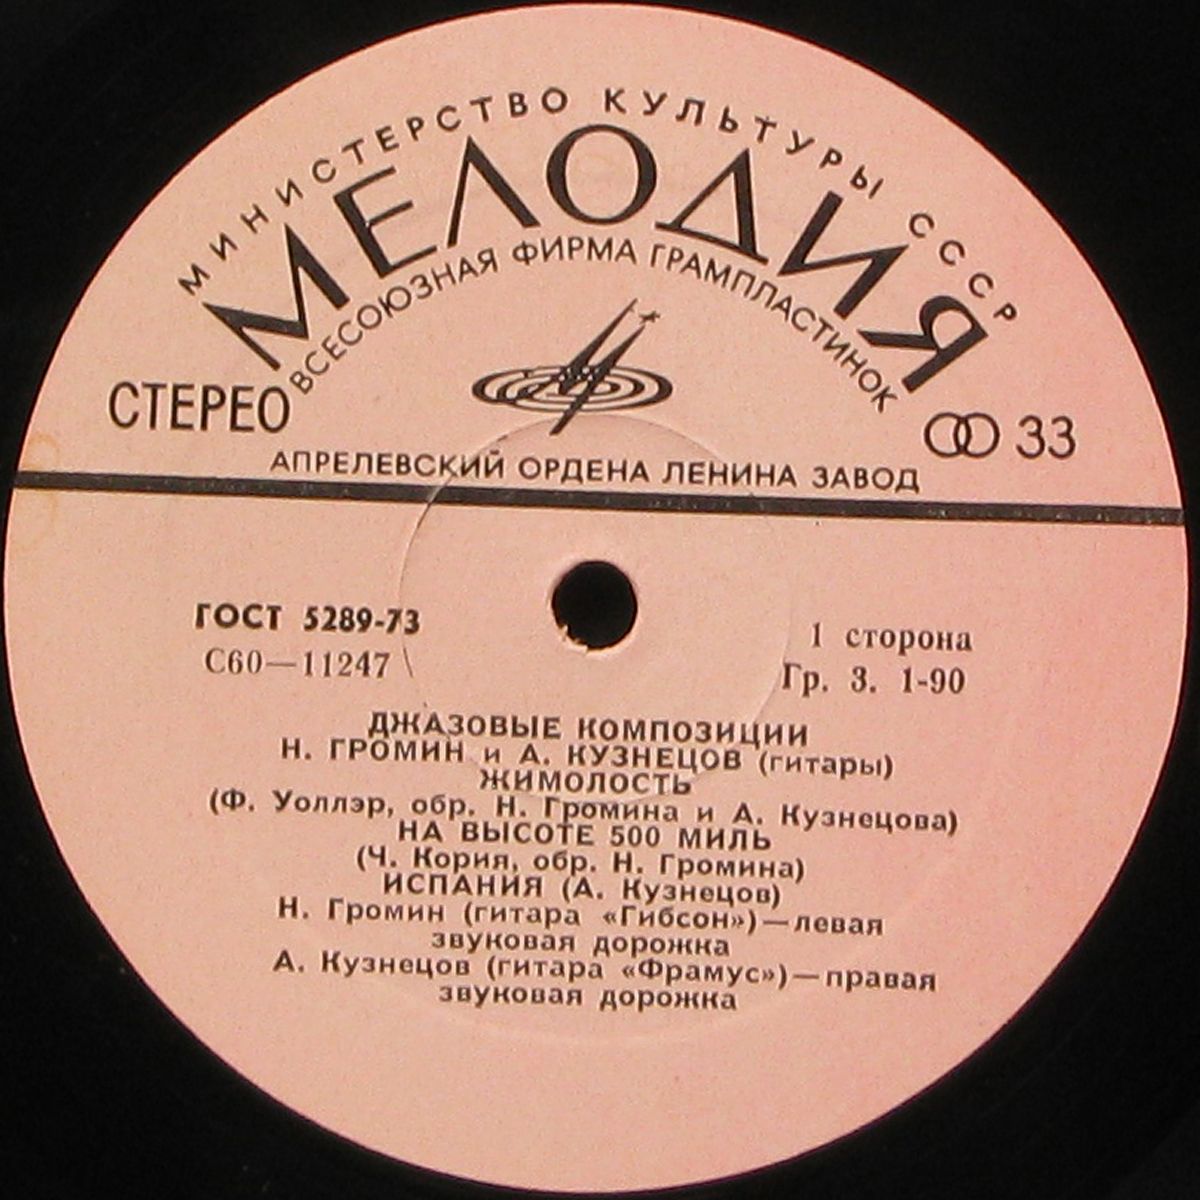 МИНИСТЕРСТВО КУЛЬТУРЫ СССР
МЕЛОДИЯ
ВСЕСОЮЗНАЯ ФИРМА ГРАМПЛАСТИНОК
СТЕРЕО
33
АПРЕЛЕВСКИЙ ОРДЕНА ЛЕНИНА ЗАВОД
ГОСТ 5289-73
С60—11247
1 сторона
Гр. 3. 1-90
ДЖАЗОВЫЕ КОМПОЗИЦИИ
Н. ГРОМИН и А. КУЗНЕЦОВ (гитары)
ЖИМОЛОСТЬ
(Ф. Уоллэр, обр. Н. Громина и А. Кузнецова)
НА ВЫСОТЕ 500 МИЛЬ
(Ч. Кория, обр. Н. Громина)
ИСПАНИЯ (А. Кузнецов)
Н. Громин (гитара «Гибсон»)—левая
звуковая дорожка
А. Кузнецов (гитара «Фрамус»)—правая
звуковая дорожка